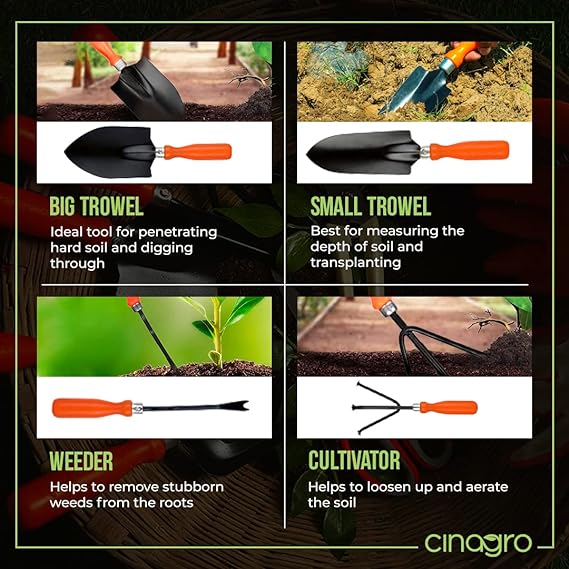 BIG TROWEL
Ideal tool for penetrating
hard soil and digging
through
SMALL TROWEL
Best for measuring the
depth of soil and
transplanting
WEEDER
Helps to remove stubborn
weeds from the roots
CULTIVATOR
Helps to loosen up and aerate
the soil
cinagro